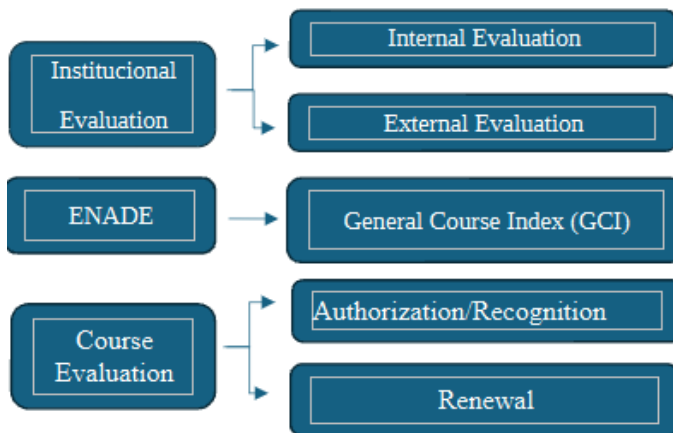 Institucional
Evaluation
Internal Evaluation
External Evaluation
ENADE
General Course Index (GCI)
Course
Evaluation
Authorization/Recognition
Renewal